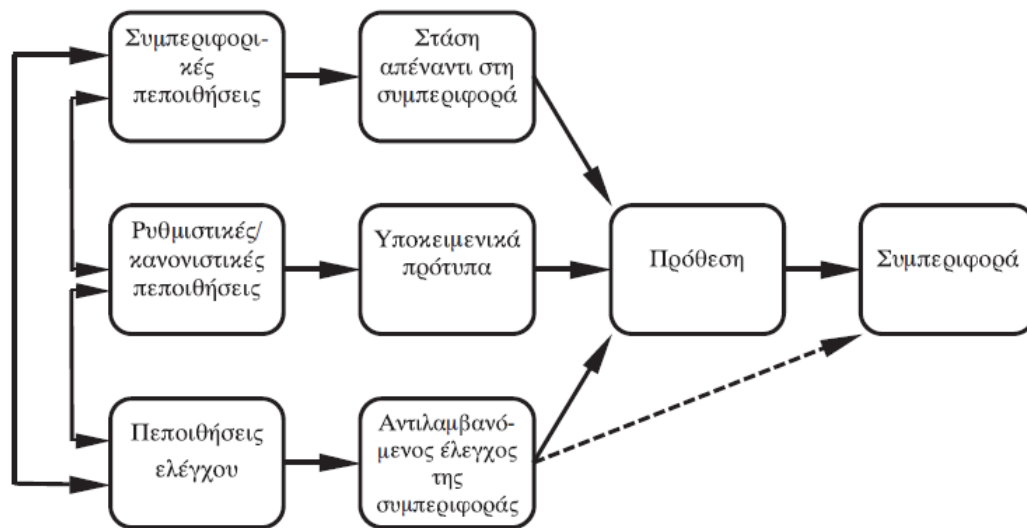 Συμπεριφορι-
κές
πεποιθήσεις
Στάση
απέναντι στη
συμπεριφορά
Ρυθμιστικές/
κανονιστικές
πεποιθήσεις
Υποκειμενικά
πρότυπα
Πρόθεση
Συμπεριφορά
Πεποιθήσεις
ελέγχου
Αντιλαμβανό-
μενος έλεγχος
της
συμπεριφοράς